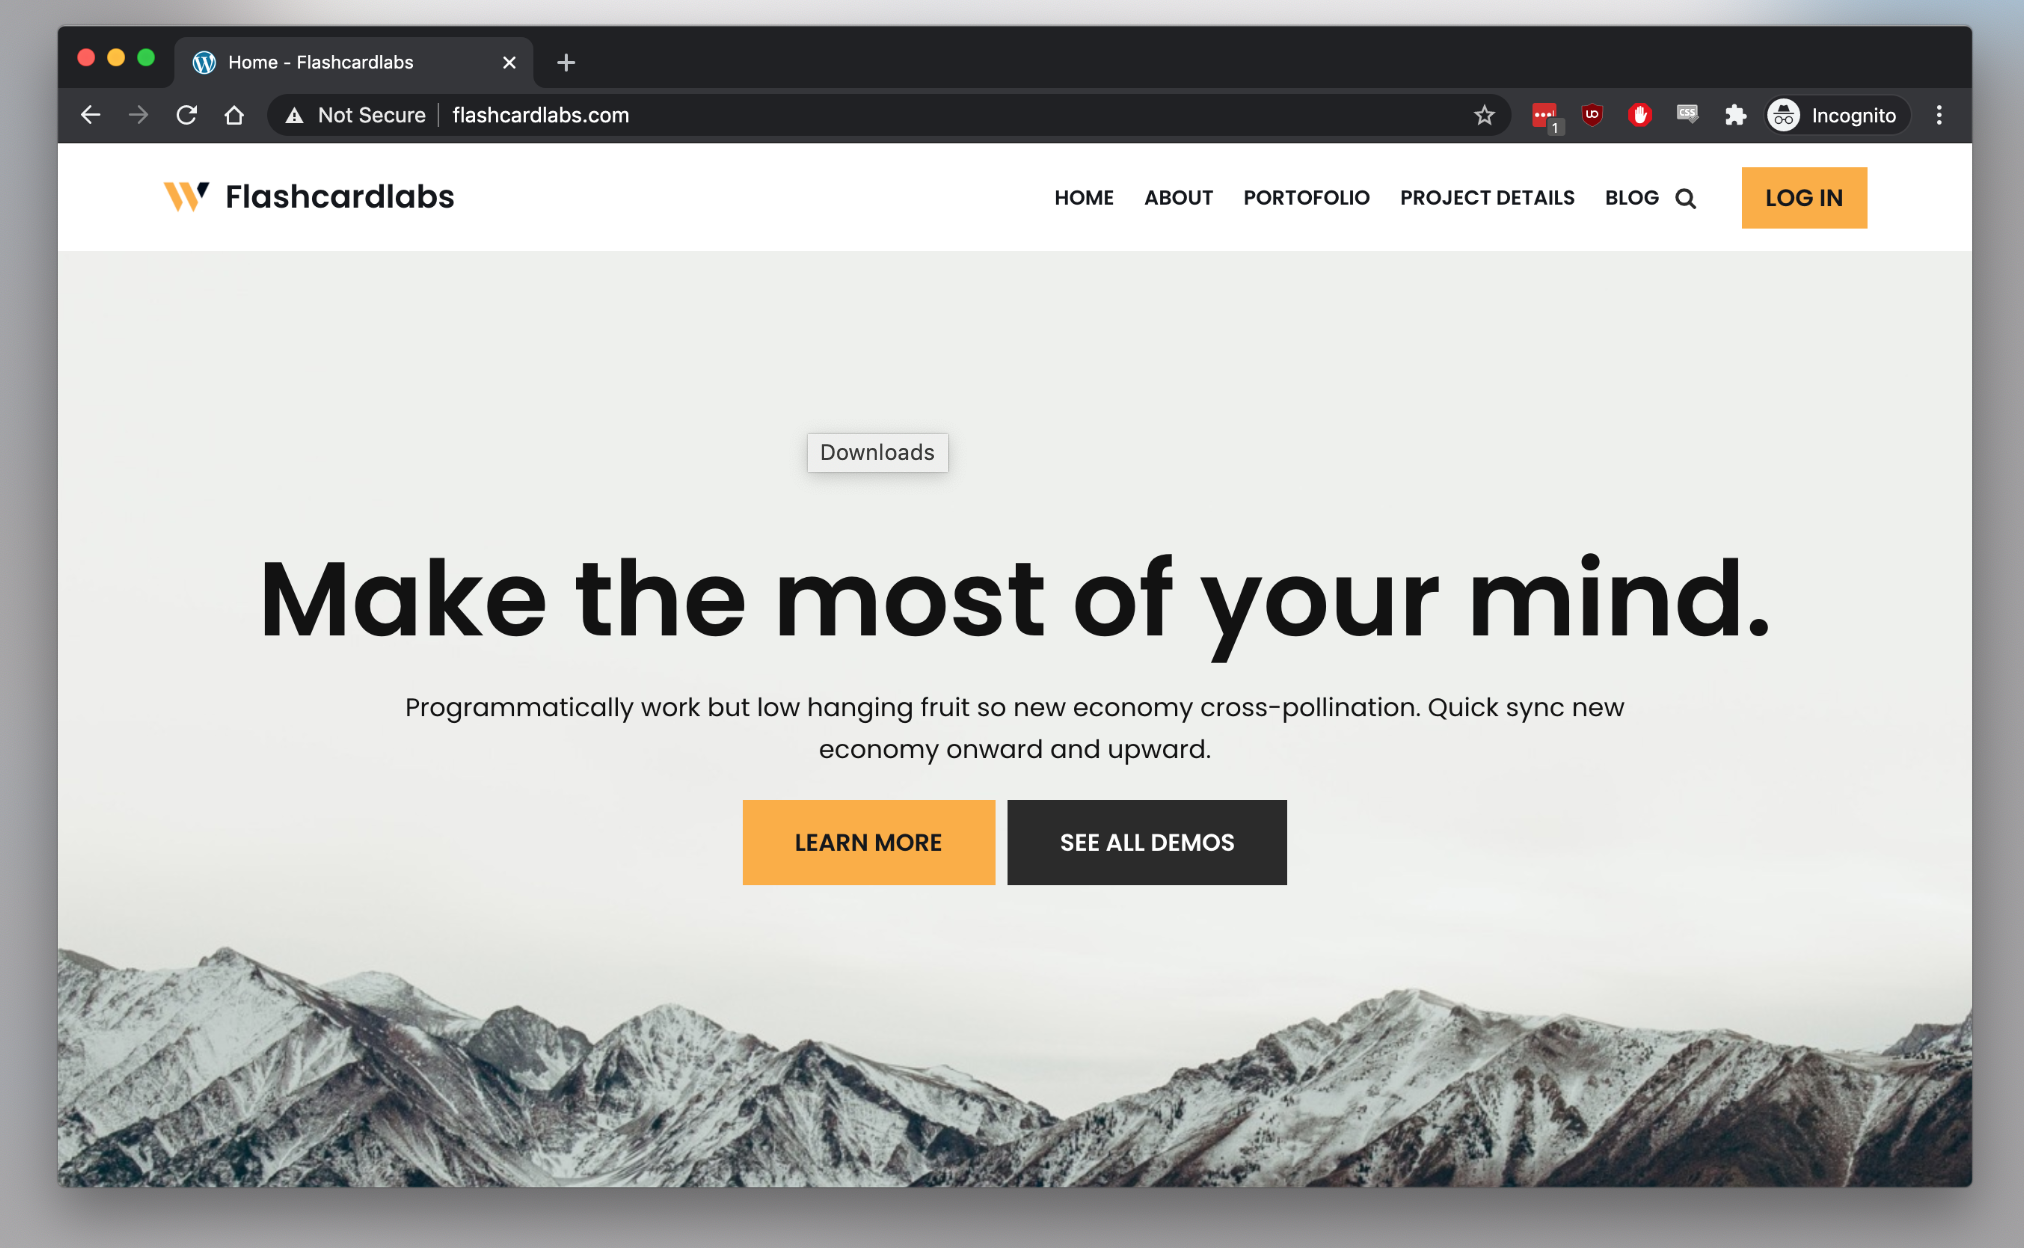 Home - Flashcardlabs
Not Secure flashcardlabs.com
1
CSS
Incognito
Flashcardlabs
HOME ABOUT PORTOFOLIO PROJECT DETAILS BLOG LOG IN
Downloads
Make the most of your mind.
Programmatically work but low hanging fruit so new economy cross-pollination. Quick sync new
economy onward and upward.
LEARN MORE SEE ALL DEMOS